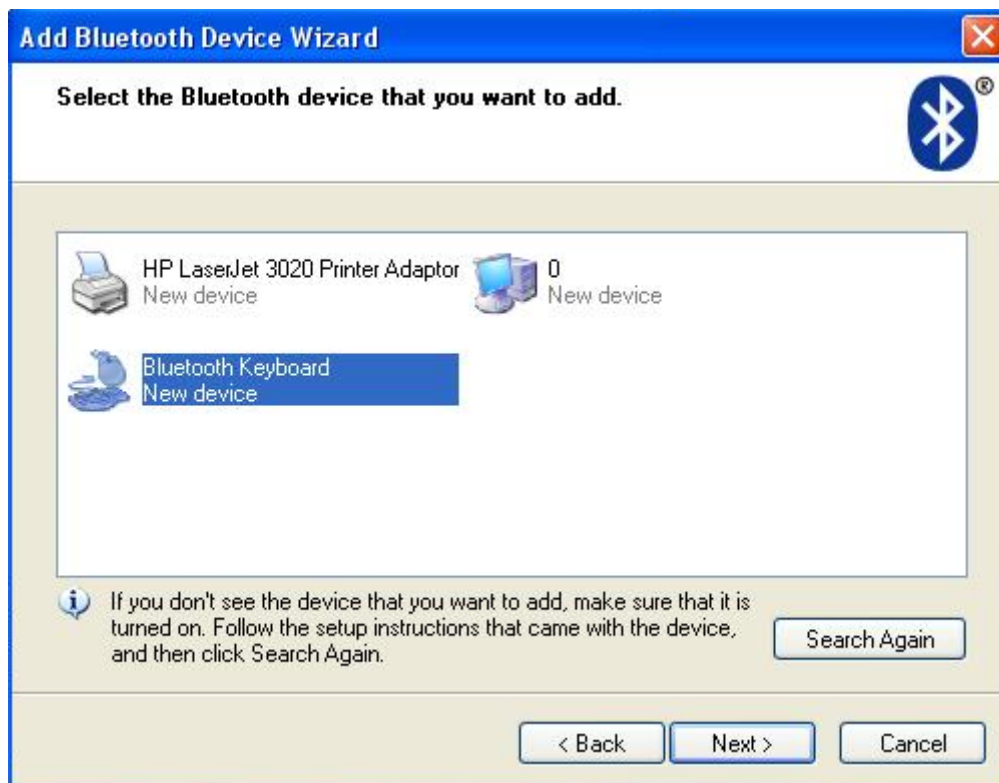 Add Bluetooth Device Wizard
Select the Bluetooth device that you want to add.
®
HP LaserJet 3020 Printer Adaptor
New device
0
New device
Bluetooth Keyboard
New device
If you don't see the device that you want to add, make sure that it is
turned on. Follow the setup instructions that came with the device,
and then click Search Again.
Search Again
< Back
Next >
Cancel